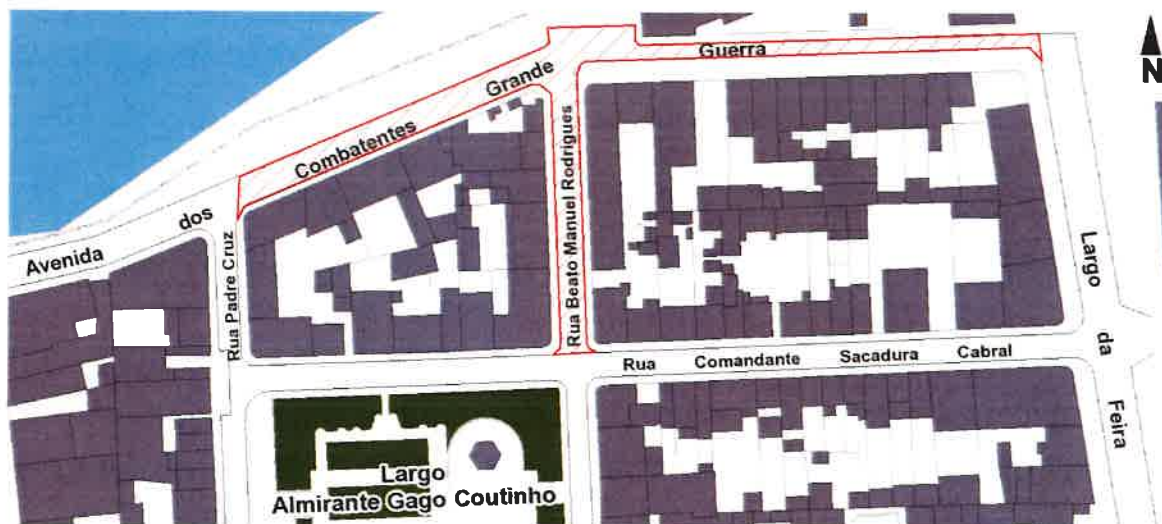 Avenida dos Combatentes Grande Guerra
N
Rua Padre Cruz
Rua Beato Manuel Rodrigues
Largo da Feira
Rua Comandante Sacadura Cabral
Largo
Almirante Gago Coutinho